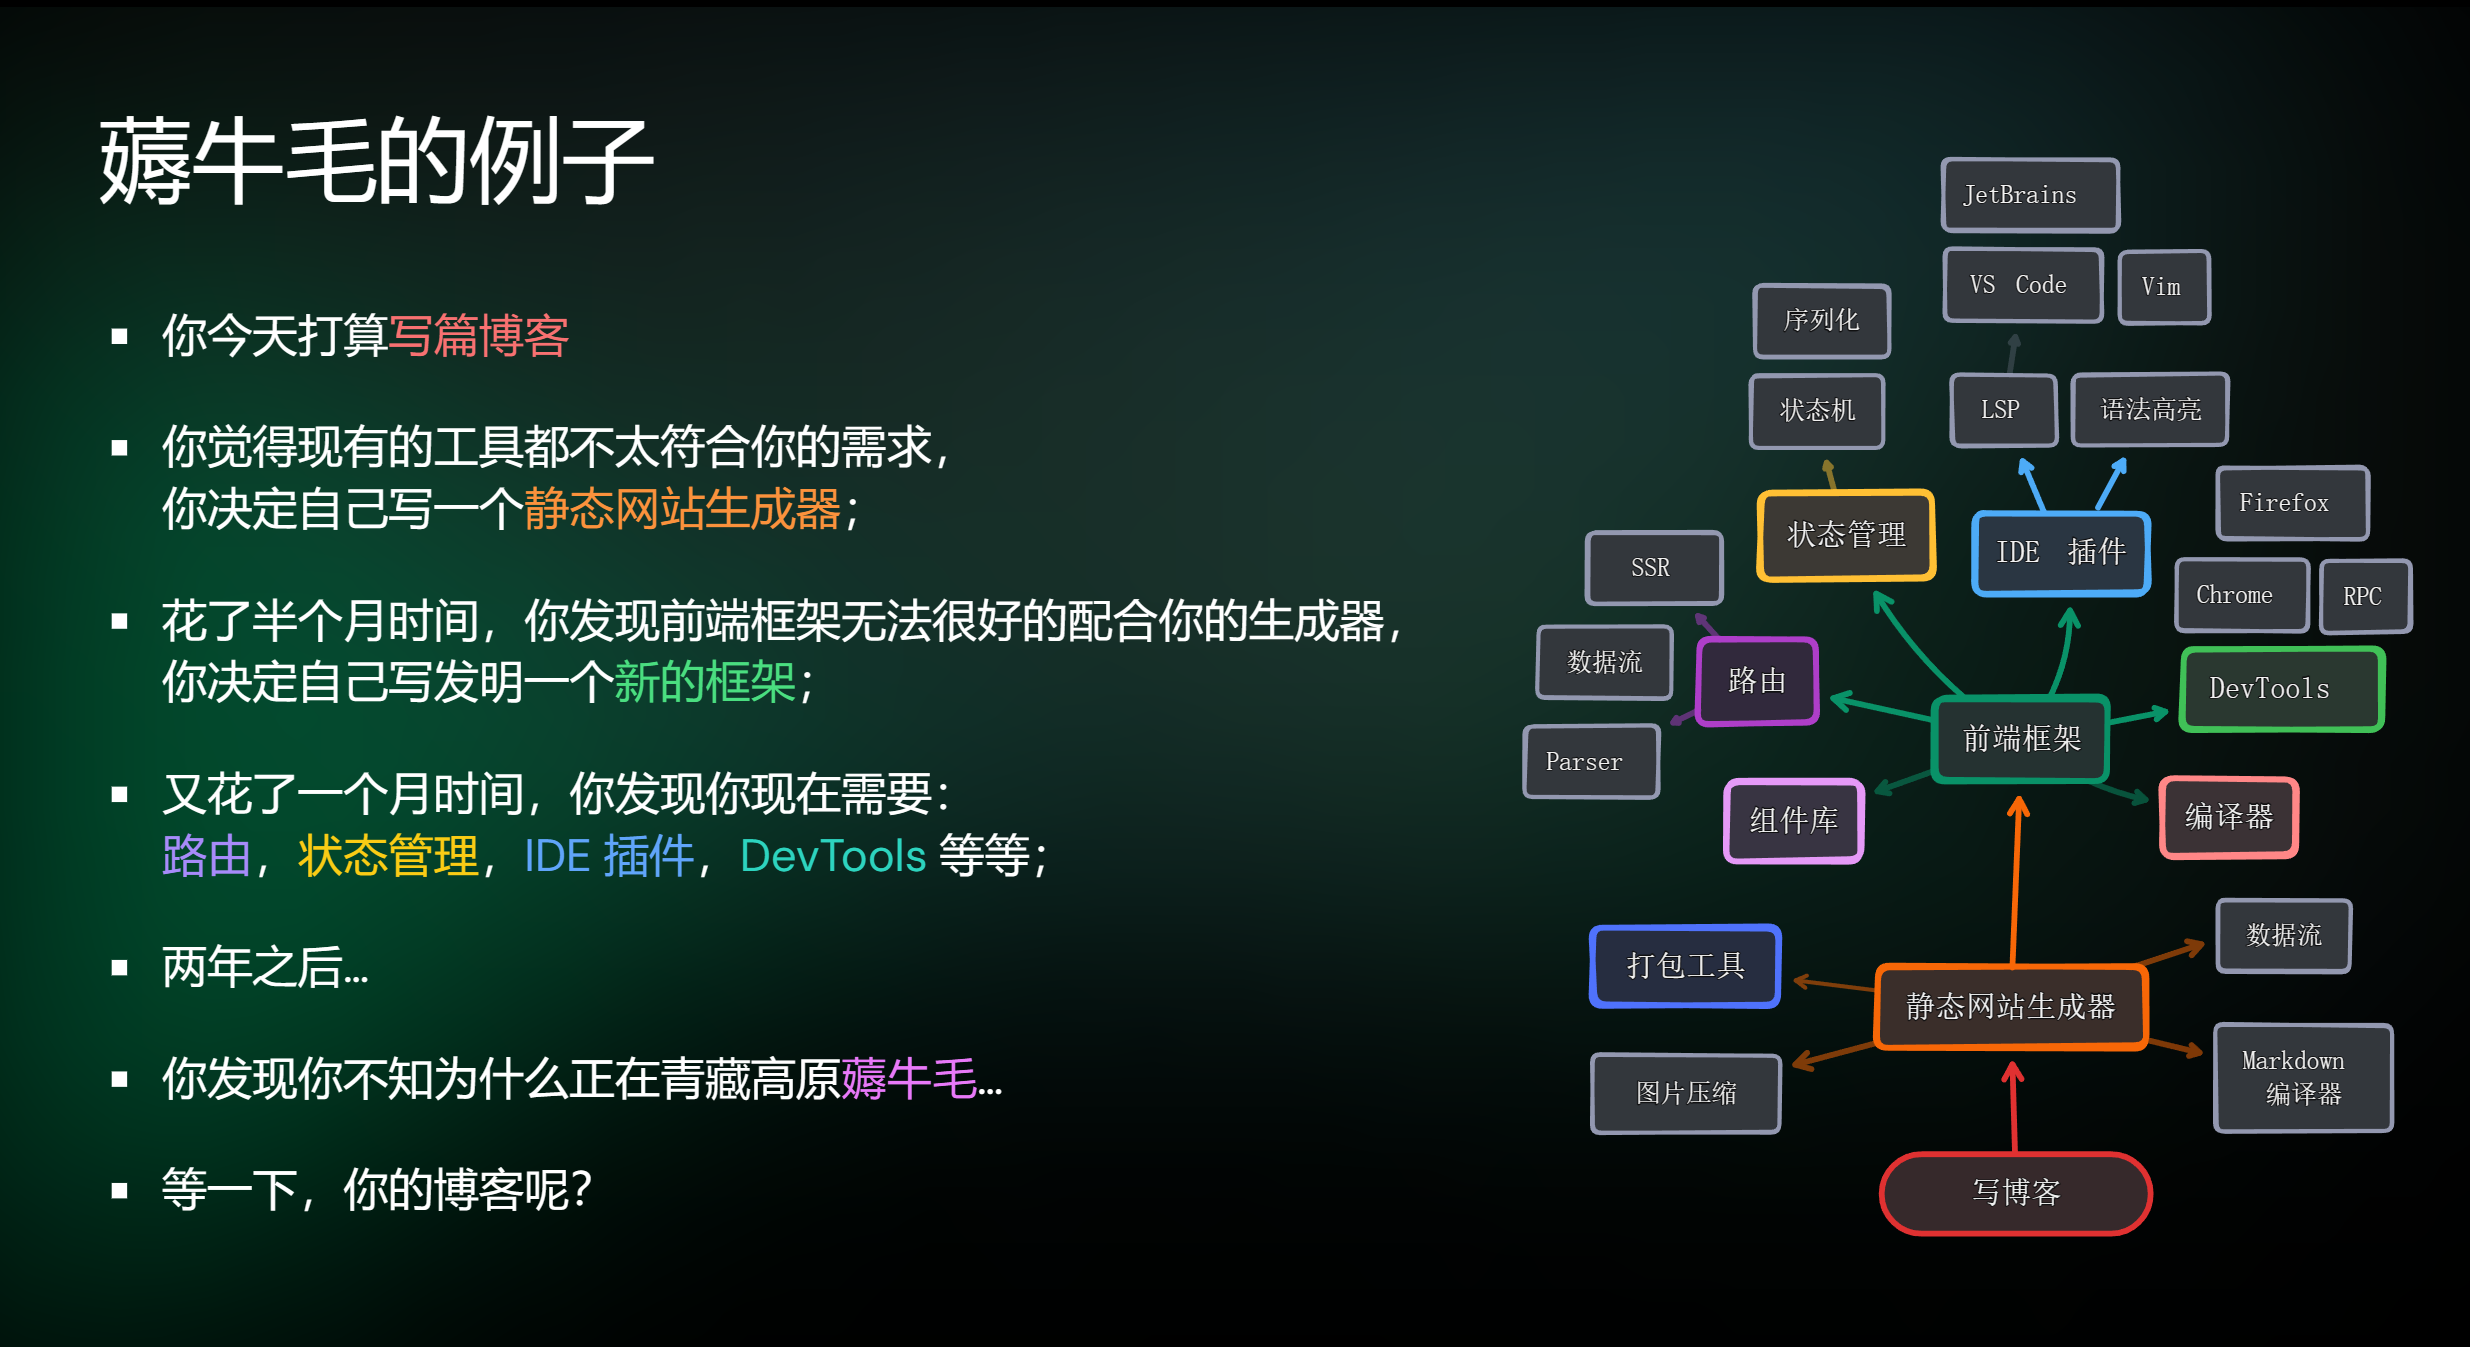 薅牛毛的例子
你今天打算写篇博客
你觉得现有的工具都不太符合你的需求，
你决定自己写一个静态网站生成器；
花了半个月时间，你发现前端框架无法很好的配合你的生成器，
你决定自己写发明一个新的框架；
又花了一个月时间，你发现你现在需要：
路由，状态管理，IDE 插件，DevTools 等等；
两年之后...
你发现你不知为什么正在青藏高原薅牛毛...
等一下，你的博客呢？
JetBrains
VS Code
Vim
序列化
状态机
LSP
语法高亮
Firefox
状态管理
IDE 插件
SSR
Chrome
RPC
数据流
路由
DevTools
前端框架
Parser
组件库
编译器
打包工具
数据流
静态网站生成器
图片压缩
Markdown
编译器
写博客